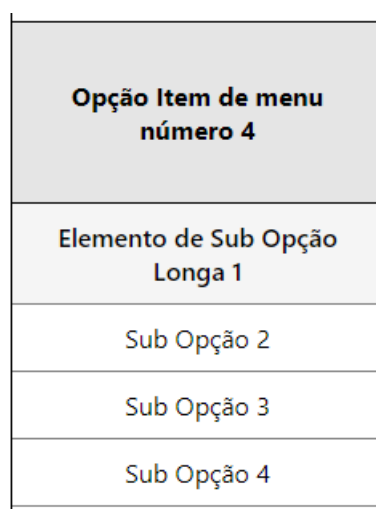 Opção Item de menu
número 4
Elemento de Sub Opção
Longa 1
Sub Opção 2
Sub Opção 3
Sub Opção 4